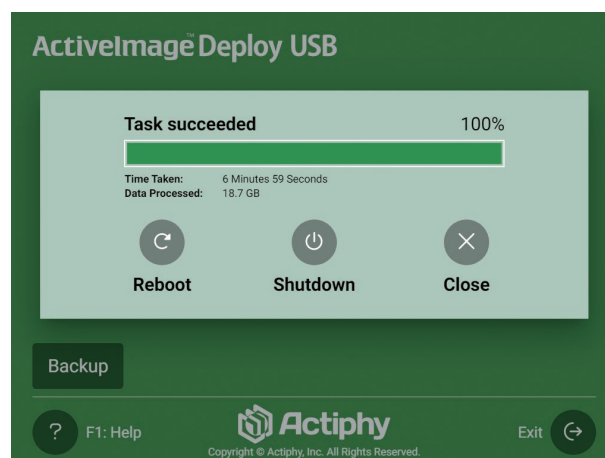 ActiveImage™ Deploy USB
Task succeeded 100%
Time Taken: 6 Minutes 59 Seconds
Data Processed: 18.7 GB
Reboot Shutdown Close
Backup
? F1: Help Actiphy Exit
Copyright © Actiphy, Inc. All Rights Reserved.